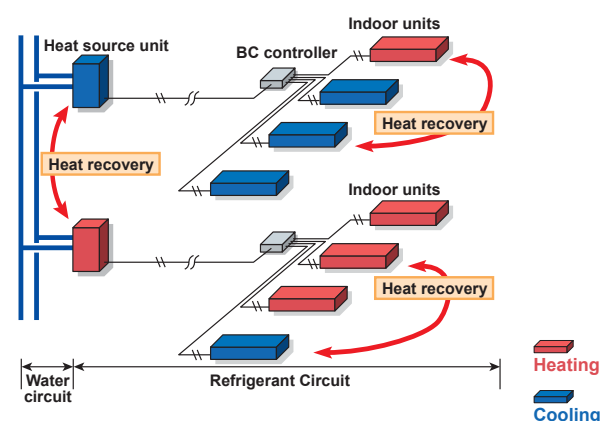 Indoor units
Heat source unit
BC controller
Heat recovery
Heat recovery
Indoor units
Heat recovery
Heating
Water
circuit
Refrigerant Circuit
Cooling